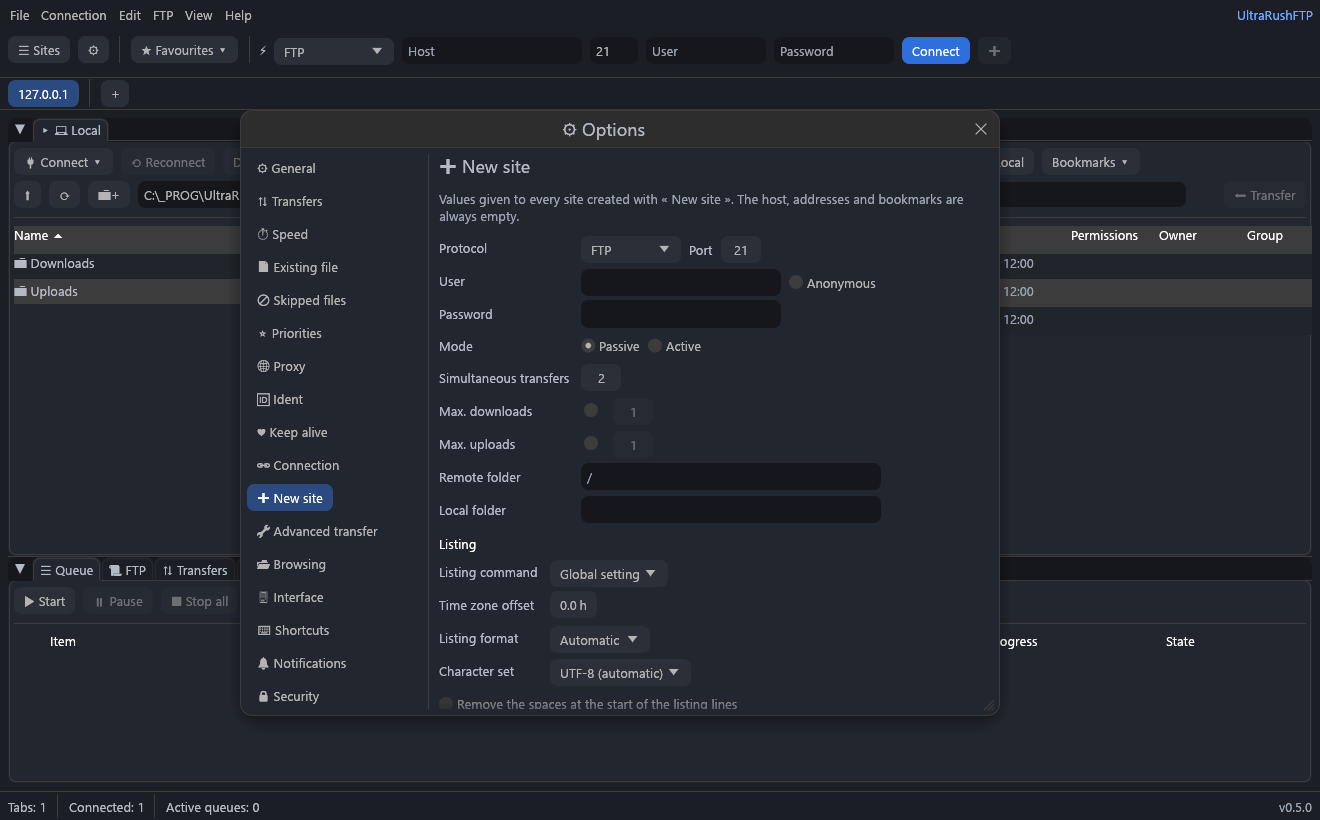 File Connection Edit FTP View Help UltraRushFTP
Sites Favourites FTP Host 21 User Password Connect +
127.0.0.1 +
Local
Connect Reconnect D ocal Bookmarks
C:\_PROG\UltraR Transfer
Name Permissions Owner Group
Downloads 12:00
Uploads 12:00
12:00
Options
General
Transfers
Speed
Existing file
Skipped files
Priorities
Proxy
Ident
Keep alive
Connection
New site
Advanced transfer
Browsing
Interface
Shortcuts
Notifications
Security
New site
Values given to every site created with « New site ». The host, addresses and bookmarks are
always empty.
Protocol FTP Port 21
User Anonymous
Password
Mode Passive Active
Simultaneous transfers 2
Max. downloads 1
Max. uploads 1
Remote folder /
Local folder
Listing
Listing command Global setting
Time zone offset 0.0 h
Listing format Automatic
Character set UTF-8 (automatic)
Remove the spaces at the start of the listing lines
Queue FTP Transfers
Start Pause Stop all
Item ogress State
Tabs: 1 Connected: 1 Active queues: 0 v0.5.0